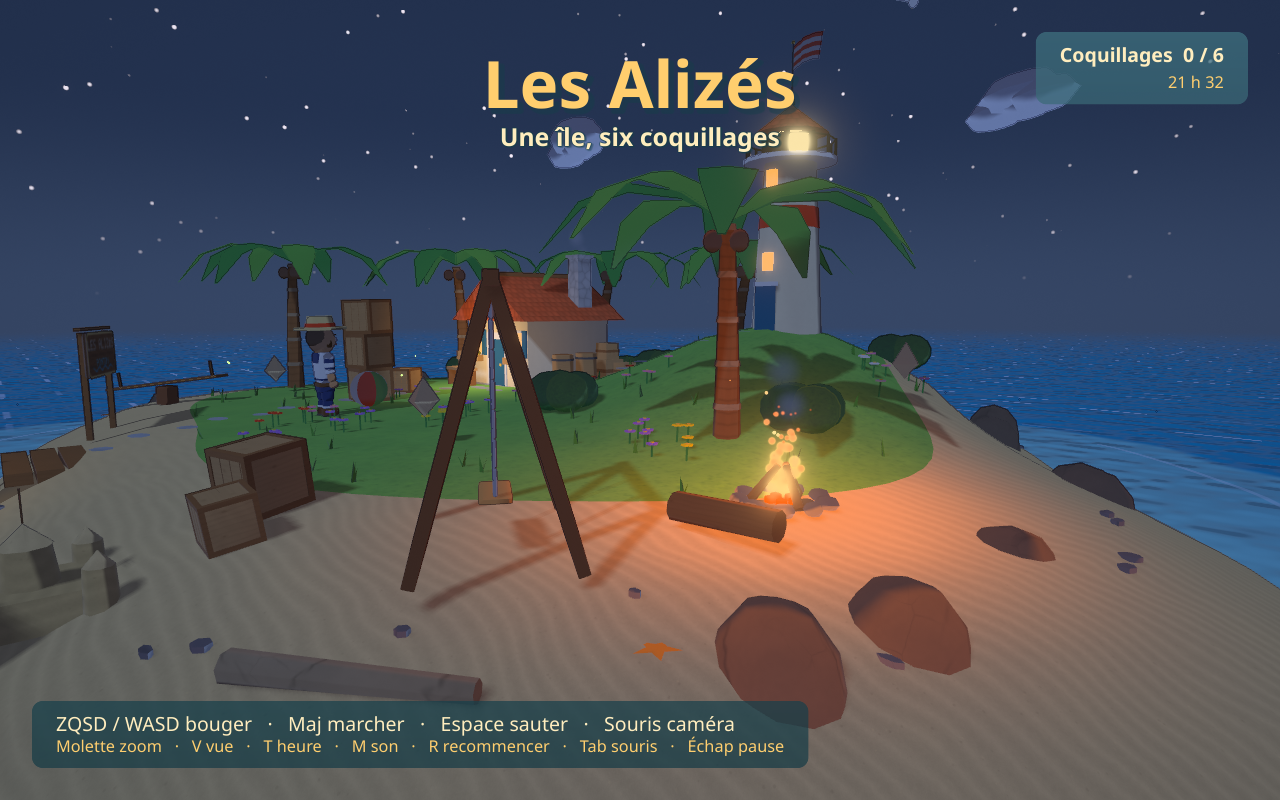 Les Alizés
Une île, six coquillages
Coquillages 0 / 6
21 h 32
ZQSD / WASD bouger · Maj marcher · Espace sauter · Souris caméra
Molette zoom · V vue · T heure · M son · R recommencer · Tab souris · Échap pause